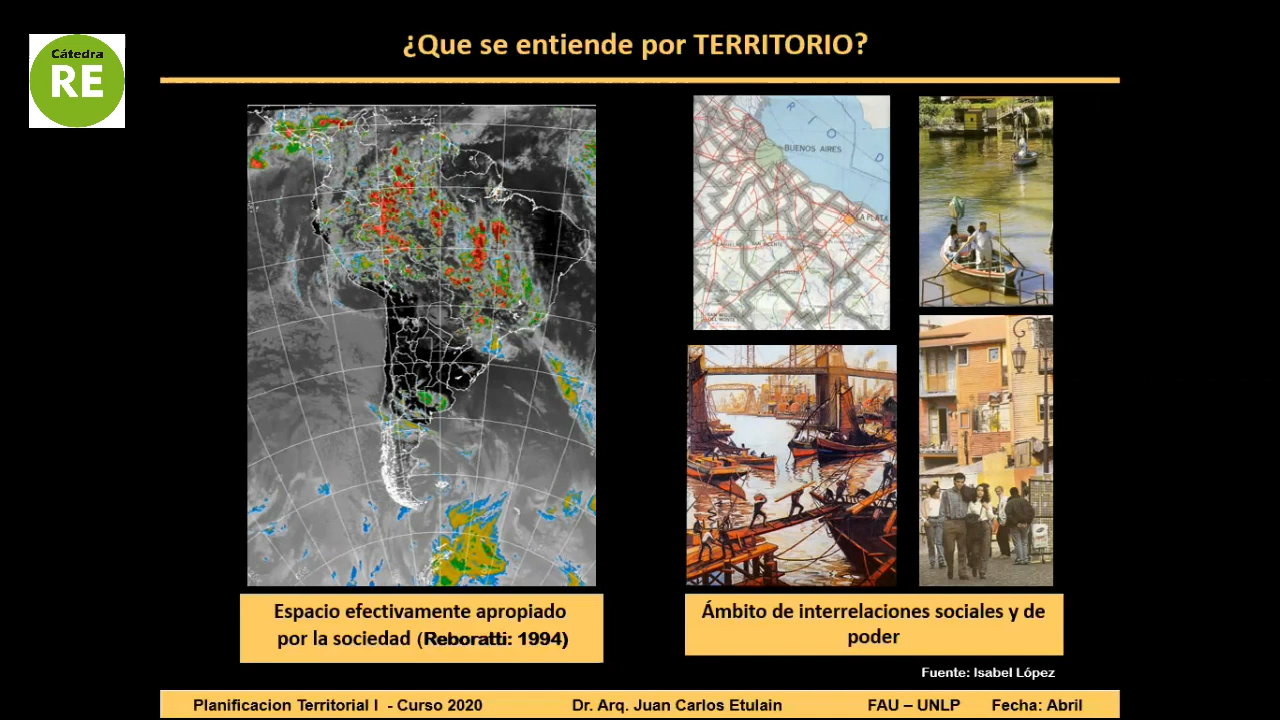 ¿Que se entiende por TERRITORIO?
Cátedra
RE
R I O D
BUENOS AIRES
LA PLATA
Espacio efectivamente apropiado
por la sociedad (Reboratti: 1994)
Ámbito de interrelaciones sociales y de
poder
Fuente: Isabel López
Planificacion Territorial I - Curso 2020 Dr. Arq. Juan Carlos Etulain FAU – UNLP Fecha: Abril